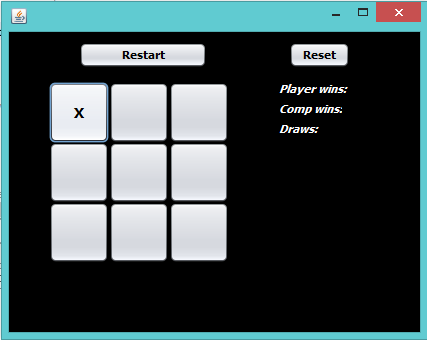 Restart
Reset
X
Player wins:
Comp wins:
Draws: